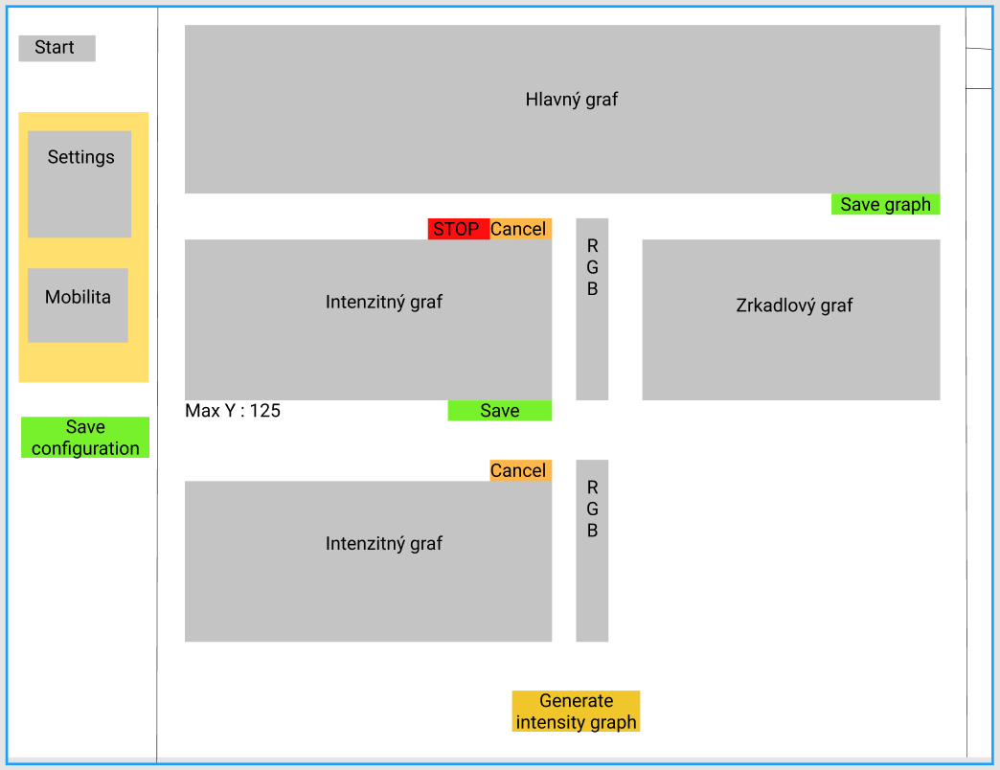 Start
Settings
Mobilita
Save
configuration
Hlavný graf
Save graph
STOP
Cancel
Intenzitný graf
R
G
B
Zrkadlový graf
Max Y : 125
Save
Cancel
Intenzitný graf
R
G
B
Generate
intensity graph